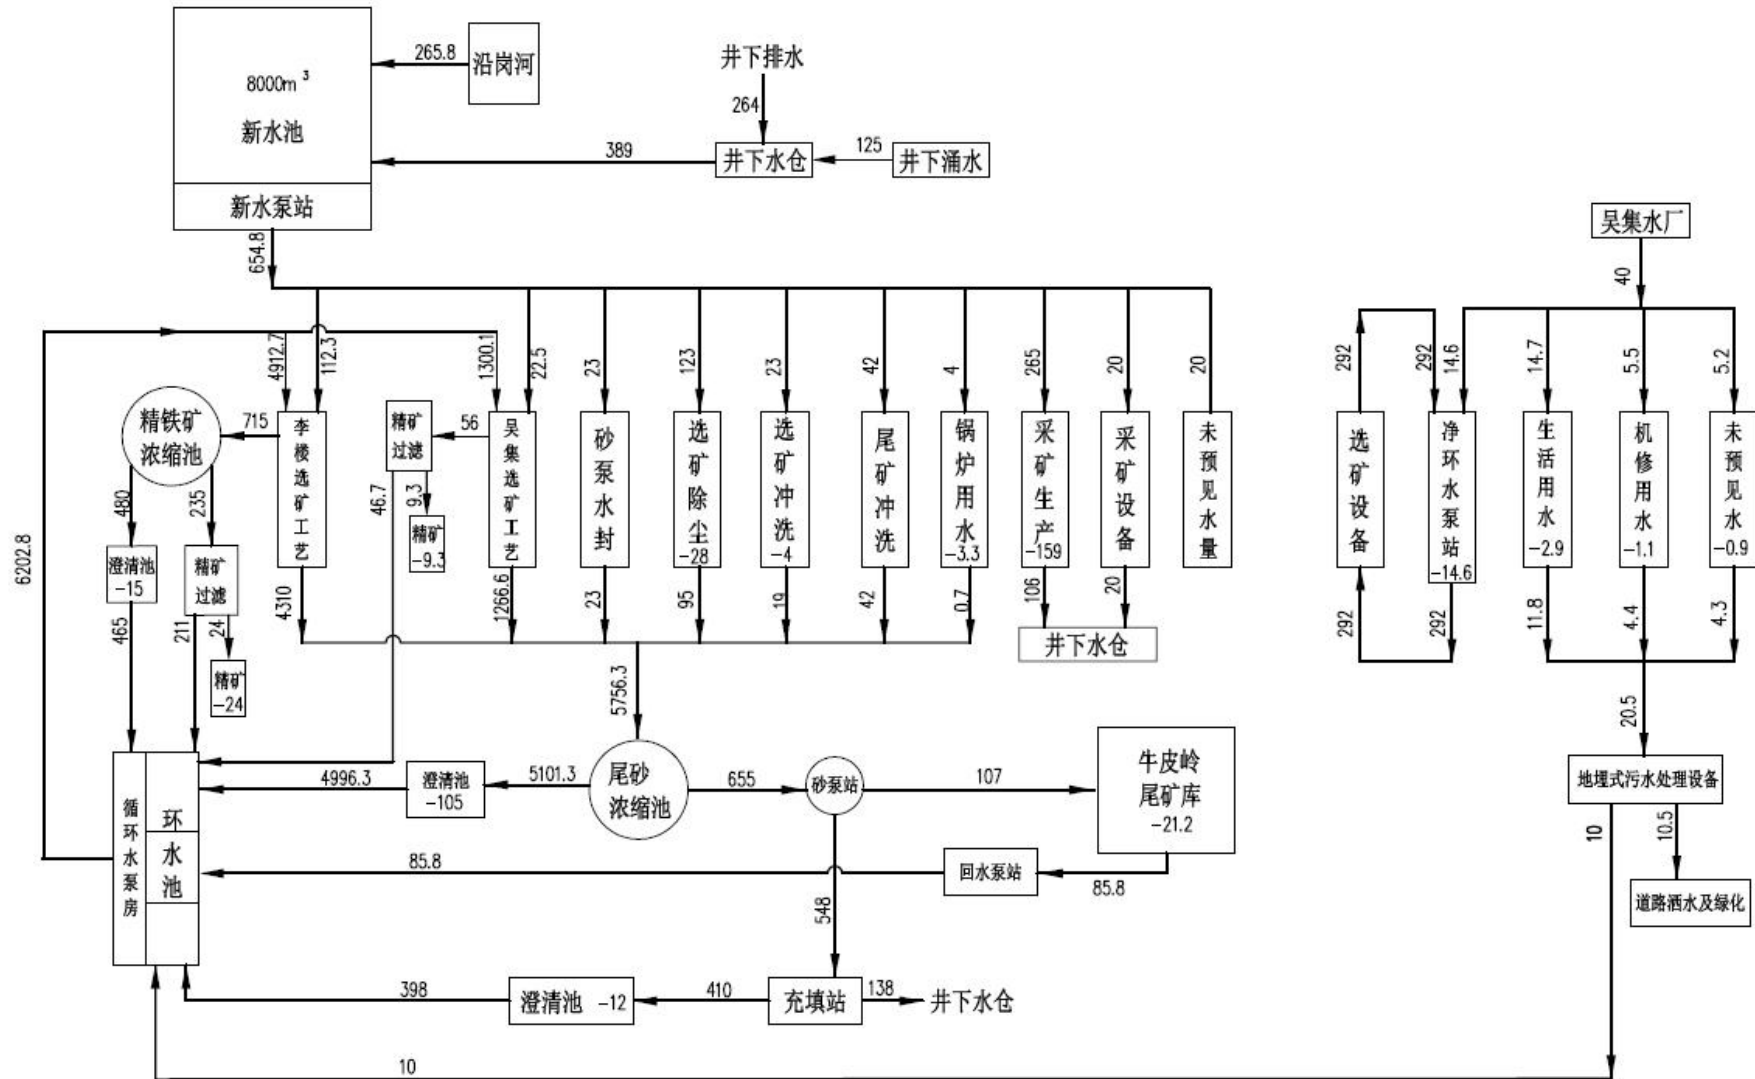 8000m³
新水池
新水泵站
265.8
沿岗河
井下排水
264
389
井下水仓
125
井下涌水
654.8
吴集水厂
40
4912.7
112.3
1300.1
22.5
23
123
23
42
4
265
20
20
292
292
14.6
14.7
5.5
5.2
精铁矿
浓缩池
715
李楼选矿工艺
精矿
过滤
56
吴集选矿工艺
砂泵水封
选矿除尘
-28
选矿冲洗
-4
尾矿冲洗
锅炉用水
-3.3
采矿生产
-159
采矿设备
未预见水量
选矿设备
净环水泵站
-14.6
生活用水
-2.9
机修用水
-1.1
未预见水
-0.9
480
235
46.7
9.3
精矿
-9.3
6202.8
澄清池
-15
精矿
过滤
465
211
24
精矿
-24
4310
1266.6
23
95
19
42
0.7
106
20
井下水仓
292
292
11.8
4.4
4.3
5756.3
20.5
循环水泵房
环水池
4996.3
澄清池
-105
5101.3
尾砂
浓缩池
655
砂泵站
107
牛皮岭
尾矿库
-21.2
地埋式污水处理设备
10
10.5
道路洒水及绿化
85.8
回水泵站
85.8
548
398
澄清池 -12
410
充填站
138
井下水仓
10